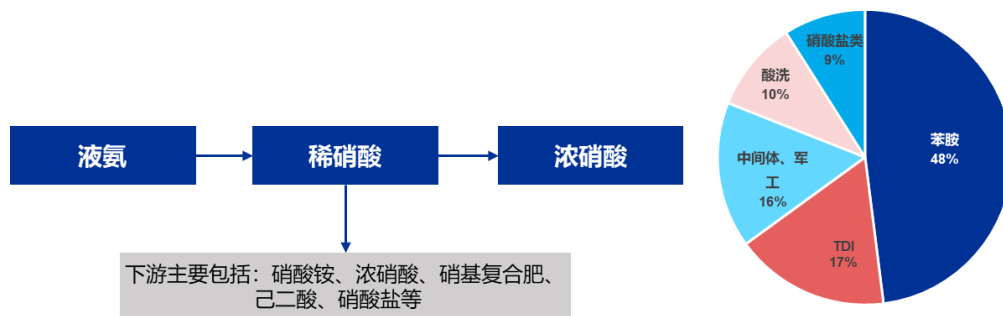 液氨
稀硝酸
浓硝酸
下游主要包括：硝酸铵、浓硝酸、硝基复合肥、
己二酸、硝酸盐等
硝酸盐类
9%
酸洗
10%
中间体、军
工
16%
TDI
17%
苯胺
48%